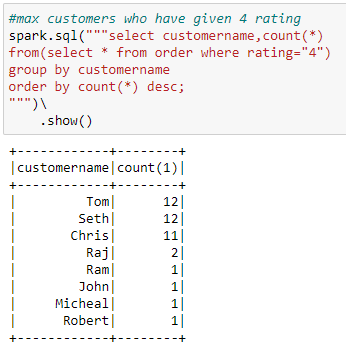 #max customers who have given 4 rating
spark.sql("""select customername,count(*)
from(select * from order where rating="4")
group by customername
order by count(*) desc;
""")\
    .show()
+------------+--------+
|customername|count(1)|
+------------+--------+
|         Tom|      12|
|        Seth|      12|
|       Chris|      11|
|         Raj|       2|
|         Ram|       1|
|        John|       1|
|     Micheal|       1|
|      Robert|       1|
+------------+--------+